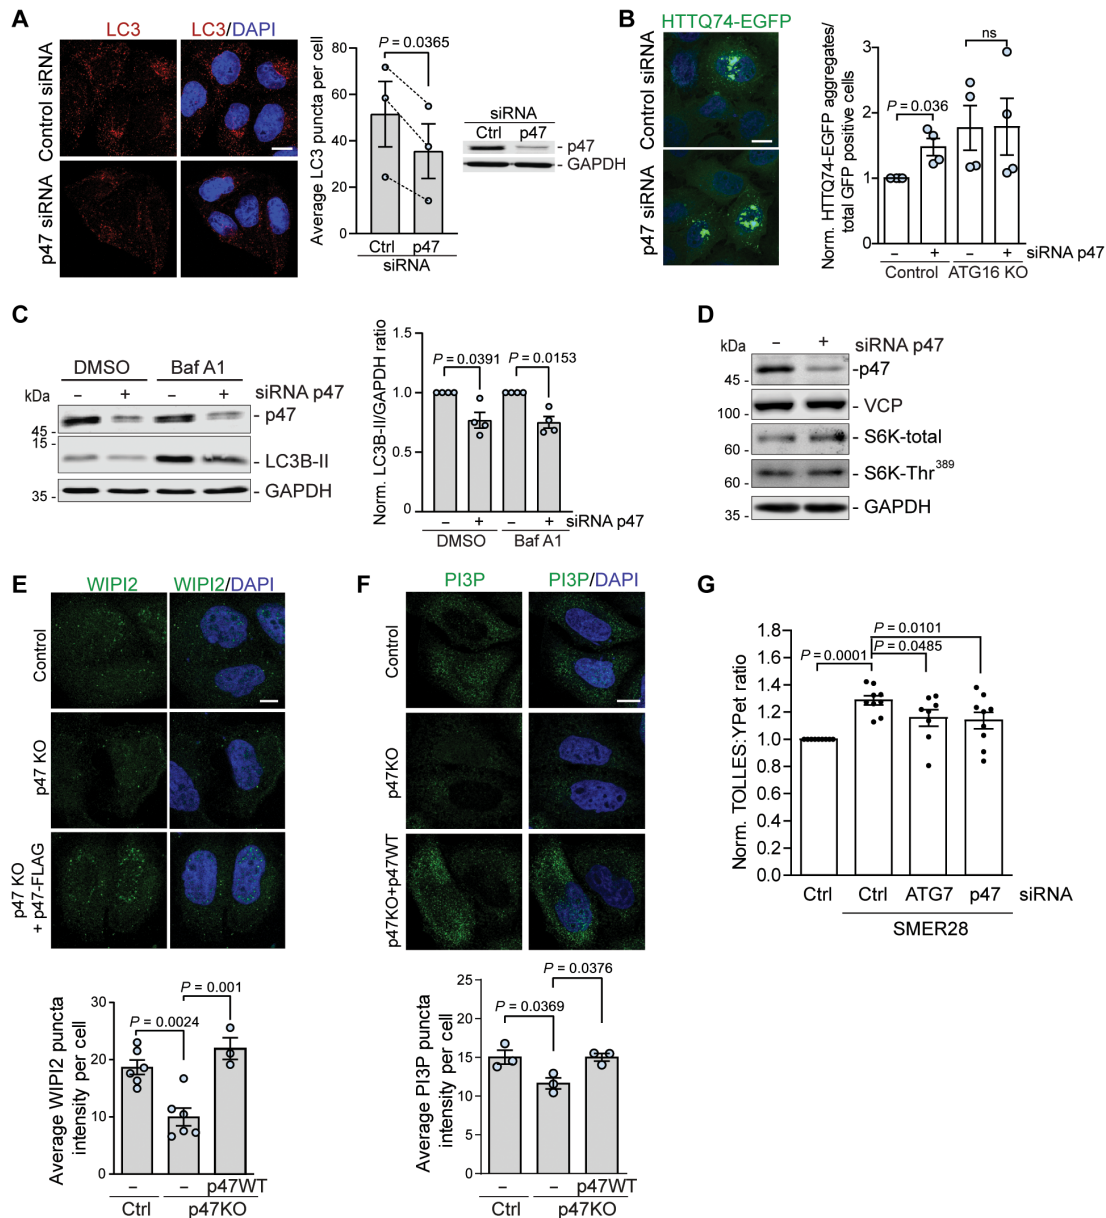 A
LC3
LC3/DAPI
Control siRNA
p47 siRNA
Average LC3 puncta per cell
80
60
40
20
0
P = 0.0365
Ctrl p47
siRNA
siRNA
Ctrl p47
- p47
- GAPDH
B
HTTQ74-EGFP
Control siRNA
p47 siRNA
Norm. HTTQ74-EGFP aggregates/
total GFP positive cells
3
2
1
0
P = 0.036
ns
– + – + siRNA p47
Control ATG16 KO
C
DMSO Baf A1
kDa – + – + siRNA p47
45 -
15 -
35 -
- p47
- LC3B-II
- GAPDH
Norm. LC3B-II/GAPDH ratio
1.5
1.0
0.5
0
P = 0.0391
P = 0.0153
– + – + siRNA p47
DMSO Baf A1
D
kDa – + siRNA p47
45 -
100 -
60 -
60 -
35 -
-p47
- VCP
- S6K-total
- S6K-Thr389
- GAPDH
E
WIPI2
WIPI2/DAPI
Control
p47 KO
p47 KO
+ p47-FLAG
Average WIPI2 puncta
intensity per cell
30
20
10
0
P = 0.0024
P = 0.001
– – p47WT
Ctrl p47KO
F
PI3P
PI3P/DAPI
Control
p47KO
p47KO+p47WT
Average PI3P puncta
intensity per cell
25
20
15
10
5
0
P = 0.0369
P = 0.0376
– – p47WT
Ctrl p47KO
G
Norm. TOLLES:YPet ratio
1.8
1.6
1.4
1.2
1.0
0.8
0.6
0.4
0.2
0.0
P = 0.0001
P = 0.0101
P = 0.0485
Ctrl Ctrl ATG7 p47 siRNA
SMER28